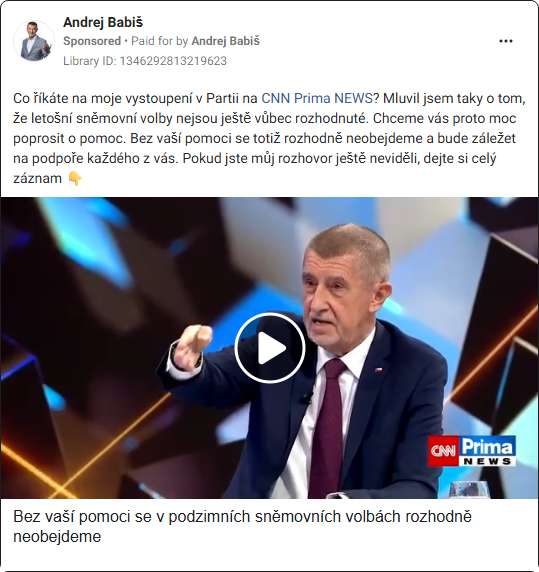 Andrej Babiš
Sponsored • Paid for by Andrej Babiš
Library ID: 1346292813219623
Co říkáte na moje vystoupení v Partii na CNN Prima NEWS? Mluvil jsem taky o tom,
že letošní sněmovní volby nejsou ještě vůbec rozhodnuté. Chceme vás proto moc
poprosit o pomoc. Bez vaší pomoci se totiž rozhodně neobejdeme a bude záležet
na podpoře každého z vás. Pokud jste můj rozhovor ještě neviděli, dejte si celý
záznam 👇
CNN Prima
NEWS
Bez vaší pomoci se v podzimních sněmovních volbách rozhodně
neobejdeme